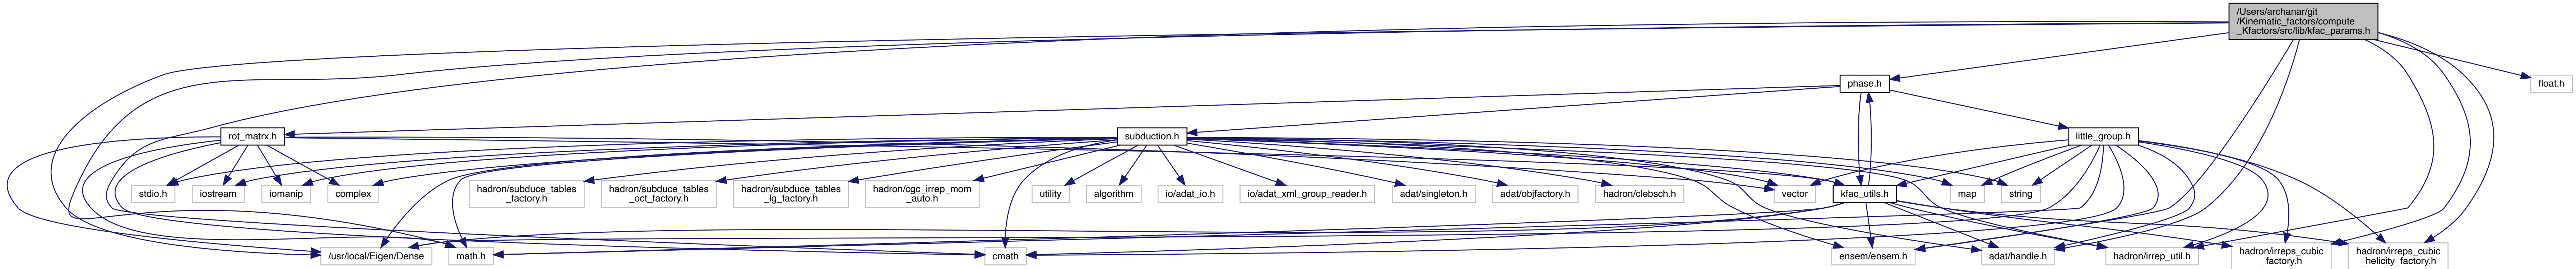 /Users/archanar/git
/Kinematic_factors/compute
_Kfactors/src/lib/kfac_params.h
phase.h
float.h
rot_matrx.h
subduction.h
little_group.h
stdio.h
iostream
iomanip
complex
hadron/subduce_tables
_factory.h
hadron/subduce_tables
_oct_factory.h
hadron/subduce_tables
_lg_factory.h
hadron/cgc_irrep_mom
_auto.h
utility
algorithm
io/adat_io.h
io/adat_xml_group_reader.h
adat/singleton.h
adat/objfactory.h
hadron/clebsch.h
vector
kfac_utils.h
map
string
/usr/local/Eigen/Dense
math.h
cmath
ensem/ensem.h
adat/handle.h
hadron/irrep_util.h
hadron/irreps_cubic
_factory.h
hadron/irreps_cubic
_helicity_factory.h